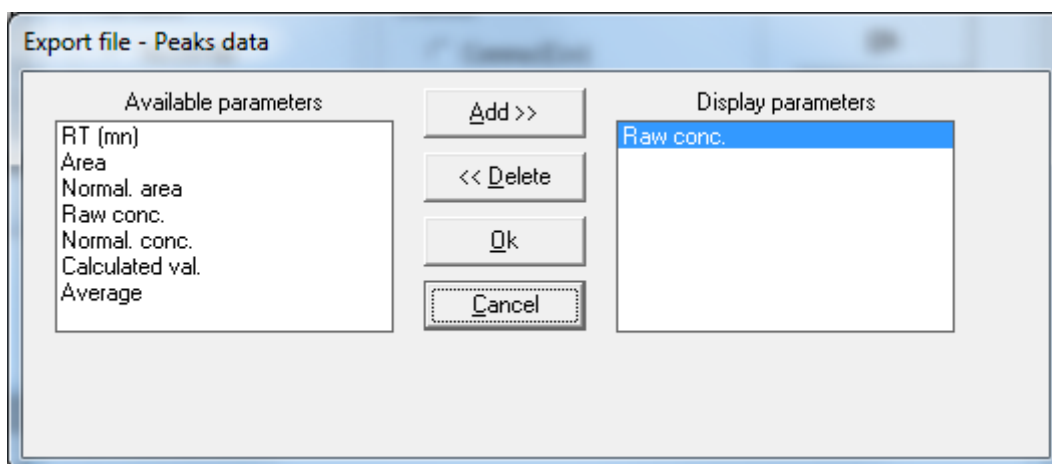 Export file - Peaks data
Available parameters
RT (mn)
Area
Normal. area
Raw conc.
Normal. conc.
Calculated val.
Average
Add >>
<< Delete
Ok
Cancel
Display parameters
Raw conc.